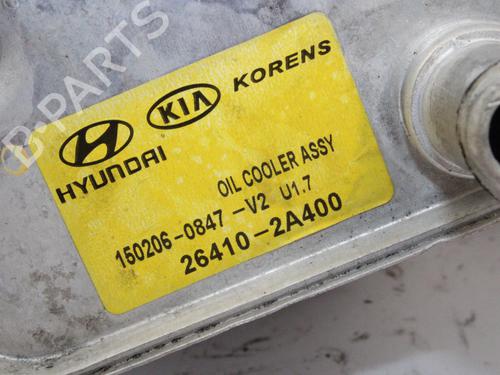 B-PARTS
HYUNDAI KIA KORENS
OIL COOLER ASSY
150206-0847-V2 U1.7
26410-2A400